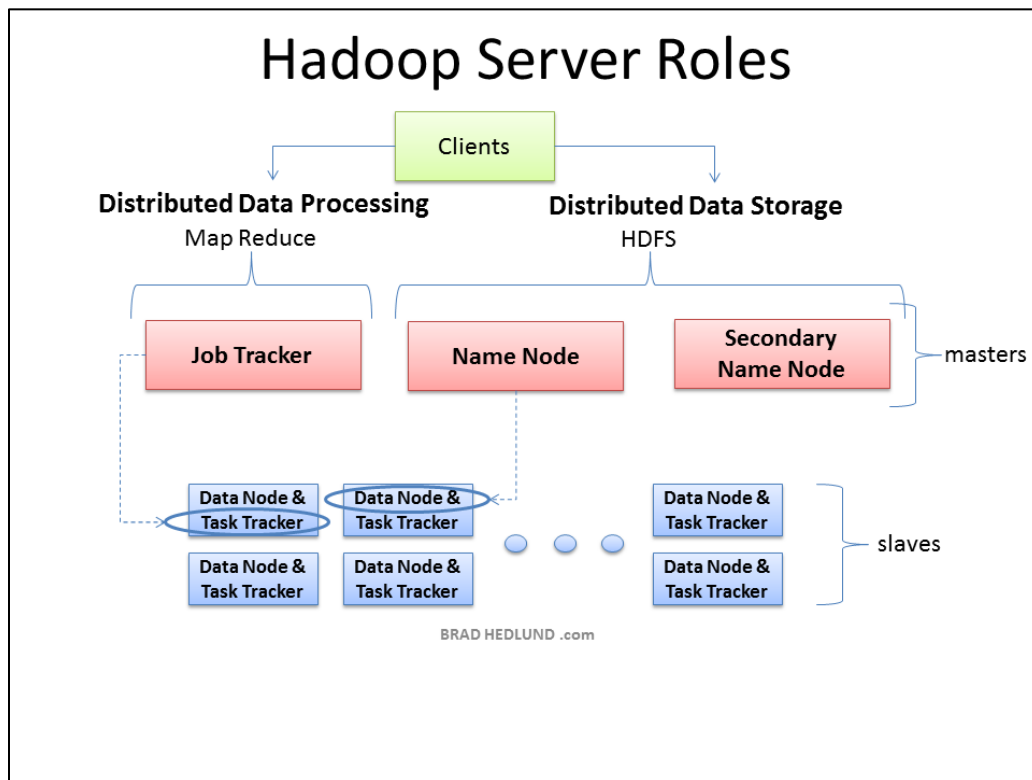 Hadoop Server Roles
Clients
Distributed Data Processing
Map Reduce
Distributed Data Storage
HDFS
Job Tracker
Name Node
Secondary
Name Node
masters
Data Node &
Task Tracker
Data Node &
Task Tracker
Data Node &
Task Tracker
slaves
Data Node &
Task Tracker
Data Node &
Task Tracker
Data Node &
Task Tracker
BRAD HEDLUND .com